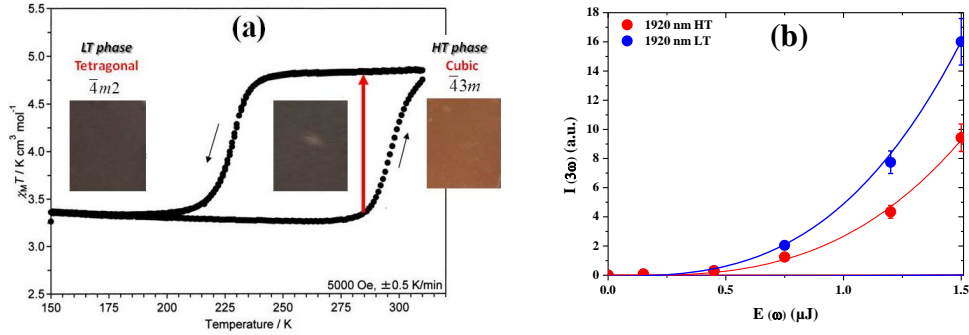 (a)
LT phase
Tetragonal
4̅m2
HT phase
Cubic
4̅3m
χMT / K cm³ mol⁻¹
5.5
5.0
4.5
4.0
3.5
3.0
2.5
5000 Oe, ±0.5 K/min
150 175 200 225 250 275 300
Temperature / K
(b)
1920 nm HT
1920 nm LT
I (3ω) (a.u.)
18
16
14
12
10
8
6
4
2
0
0.0 0.5 1.0 1.5
E (ω) (µJ)